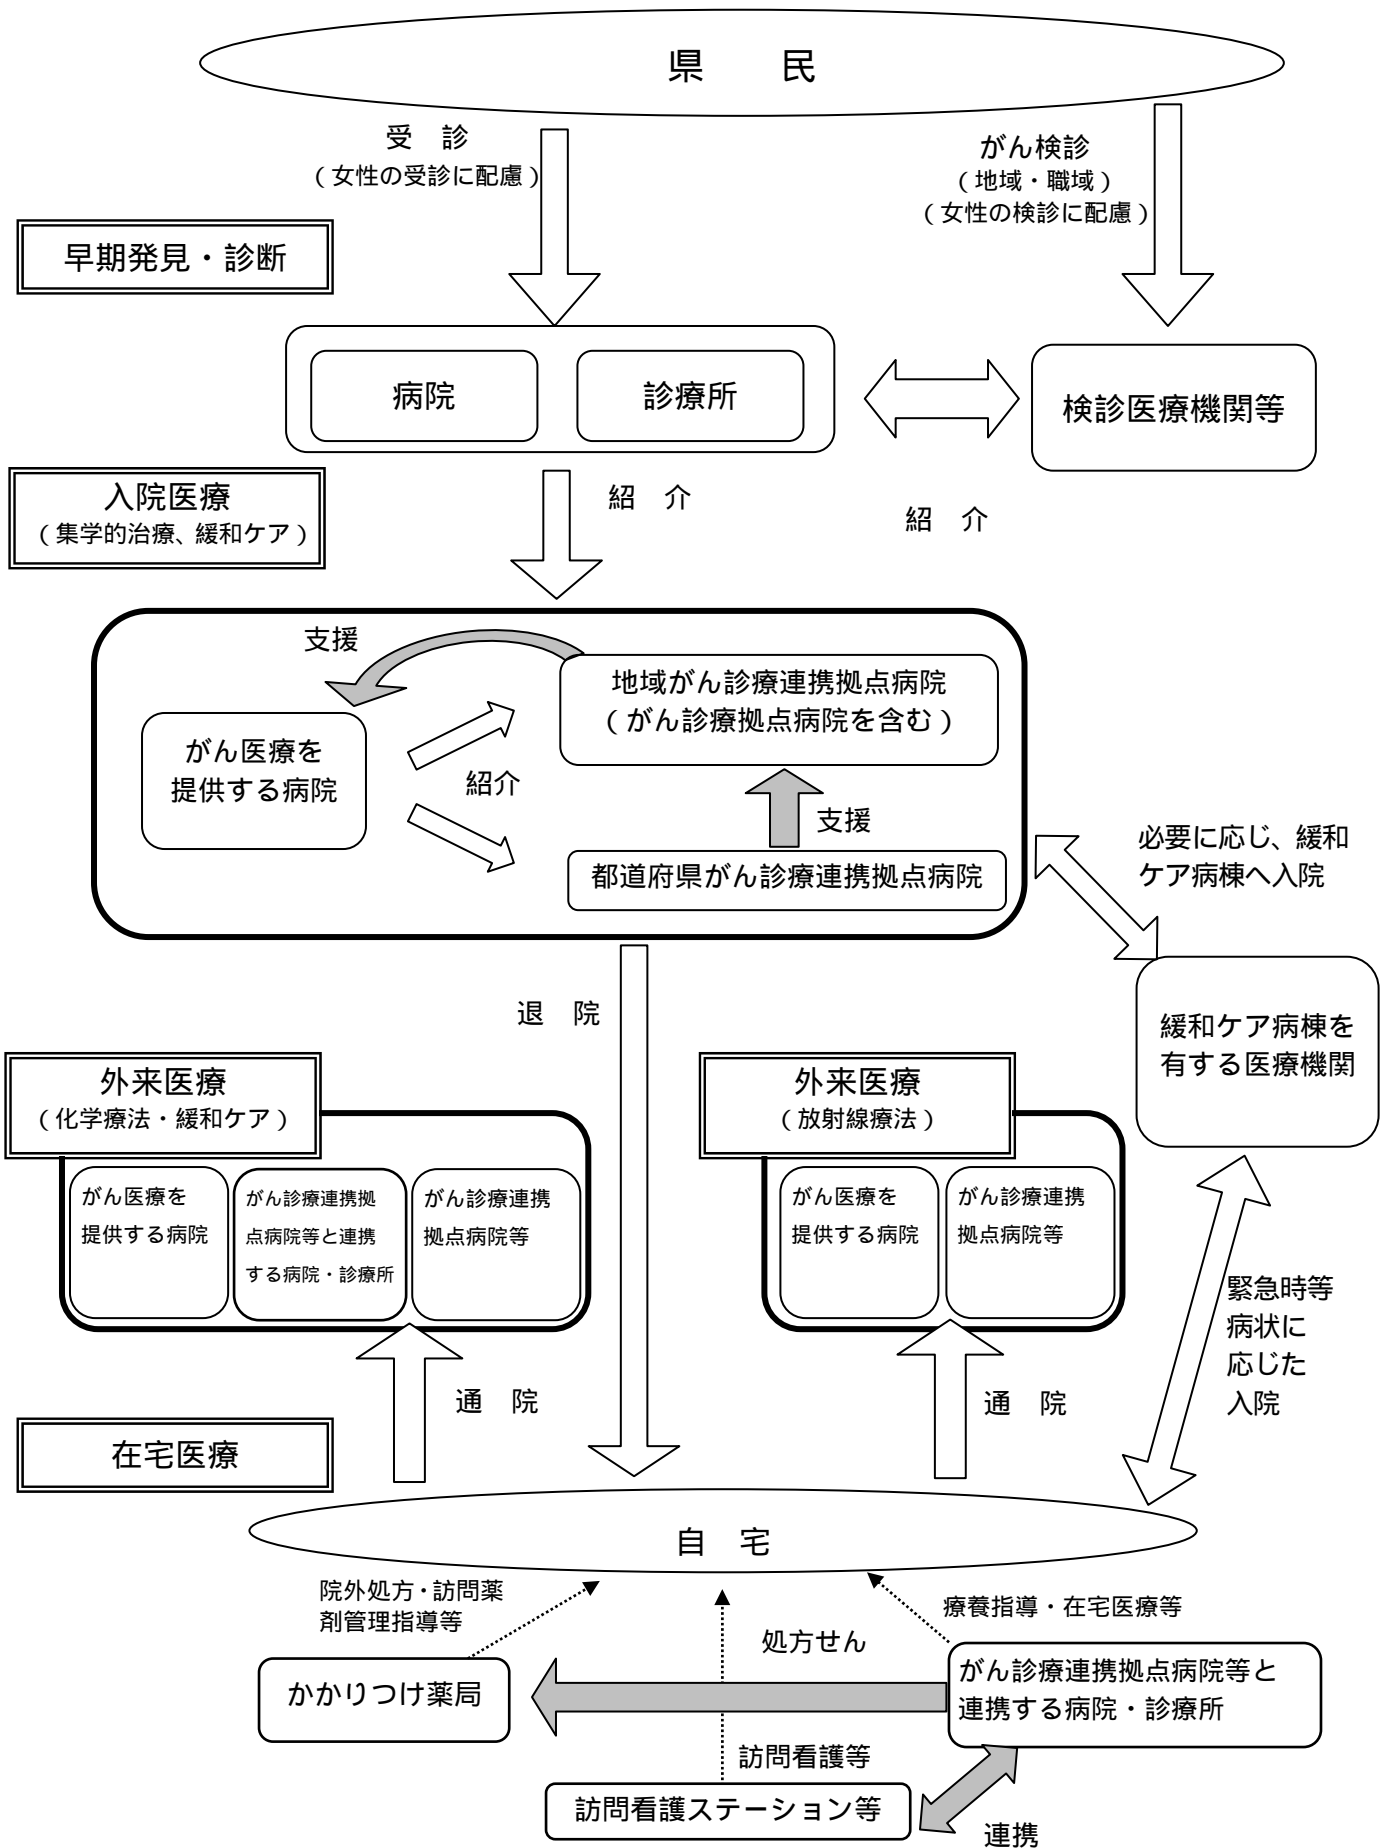 県　　民
受　診
（女性の受診に配慮）
がん検診
（地域・職域）
（女性の検診に配慮）
早期発見・診断
病院
診療所
検診医療機関等
入院医療
（集学的治療、緩和ケア）
紹　介
紹　介
支援
地域がん診療連携拠点病院
（がん診療拠点病院を含む）
がん医療を
提供する病院
紹介
支援
都道府県がん診療連携拠点病院
必要に応じ、緩和
ケア病棟へ入院
退　院
緩和ケア病棟を
有する医療機関
外来医療
（化学療法・緩和ケア）
がん医療を
提供する病院
がん診療連携拠
点病院等と連携
する病院・診療所
がん診療連携
拠点病院等
外来医療
（放射線療法）
がん医療を
提供する病院
がん診療連携
拠点病院等
緊急時等
病状に
応じた
入院
通　院
通　院
在宅医療
自　宅
院外処方・訪問薬
剤管理指導等
療養指導・在宅医療等
処方せん
かかりつけ薬局
がん診療連携拠点病院等と
連携する病院・診療所
訪問看護等
訪問看護ステーション等
連携